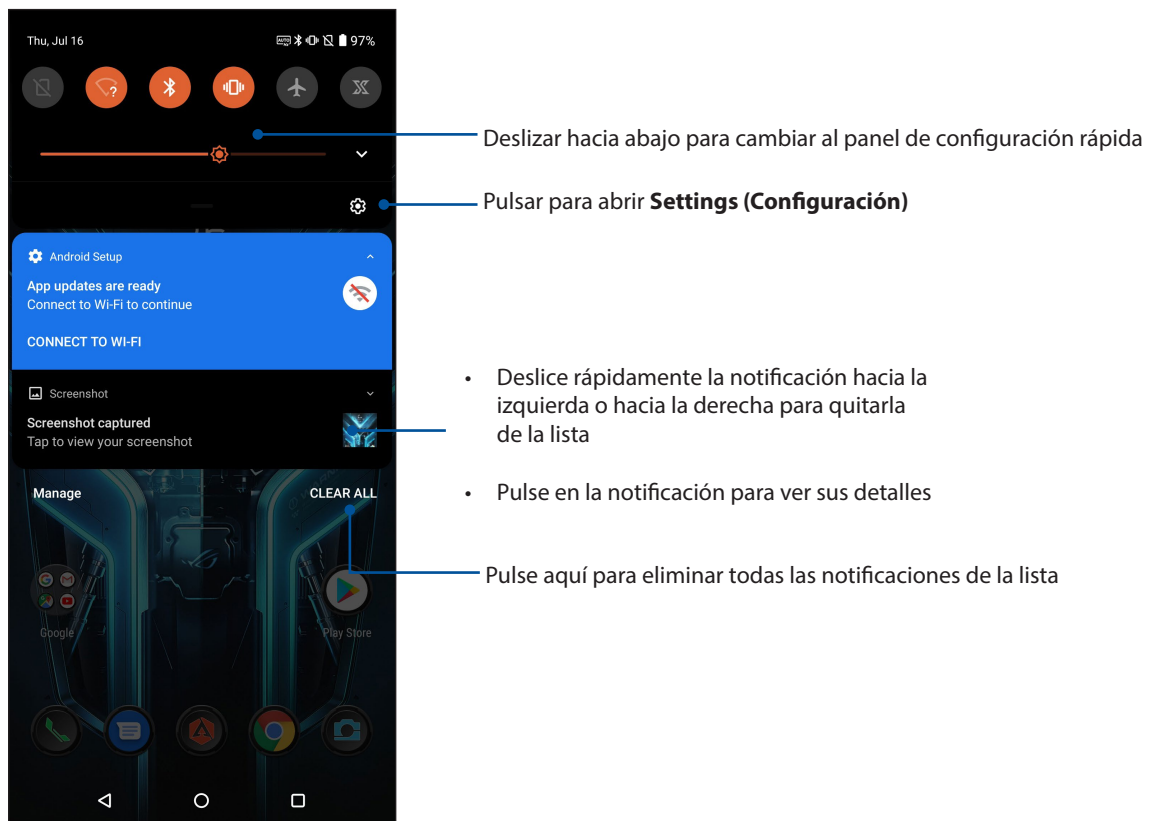 Thu, Jul 16
97%
Deslizar hacia abajo para cambiar al panel de configuración rápida
Pulsar para abrir Settings (Configuración)
Android Setup
App updates are ready
Connect to Wi-Fi to continue
CONNECT TO WI-FI
Screenshot
Screenshot captured
Tap to view your screenshot
• Deslice rápidamente la notificación hacia la
izquierda o hacia la derecha para quitarla
de la lista
Manage
CLEAR ALL
• Pulse en la notificación para ver sus detalles
Pulse aquí para eliminar todas las notificaciones de la lista
Google
Play Store